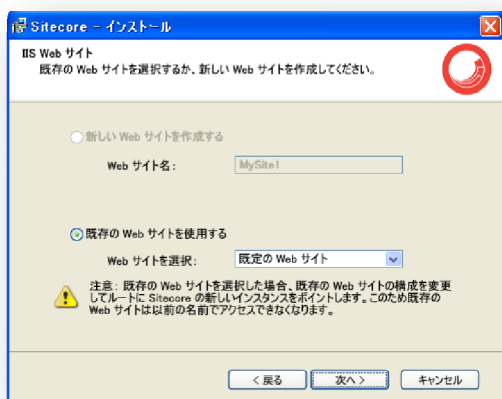 Sitecore - インストール
IIS Web サイト
既存の Web サイトを選択するか、新しい Web サイトを作成してください。
新しい Web サイトを作成する
Web サイト名:
MySite1
既存の Web サイトを使用する
Web サイトを選択:
既定の Web サイト
注意: 既存の Web サイトを選択した場合、既存の Web サイトの構成を変更
してルートに Sitecore の新しいインスタンスをポイントします。このため既存の
Web サイトは以前の名前でアクセスできなくなります。
< 戻る
次へ >
キャンセル